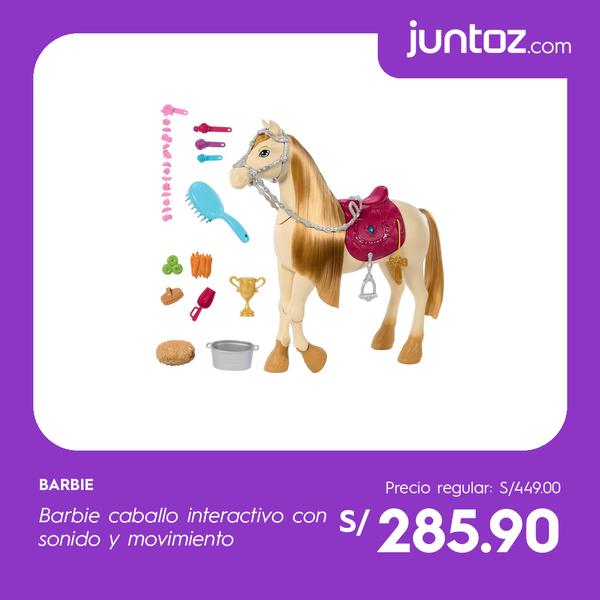 juntoz.com
BARBIE
Barbie caballo interactivo con
sonido y movimiento
Precio regular: S/449.00
S/ 285.90